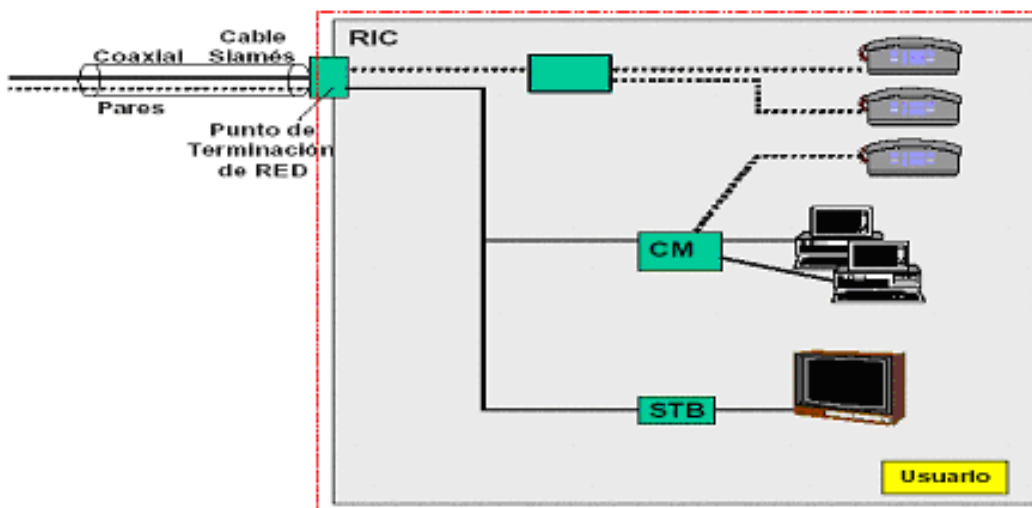 Cable
Coaxial Siamés
Pares
Punto de
Terminación
de RED
RIC
CM
STB
Usuario